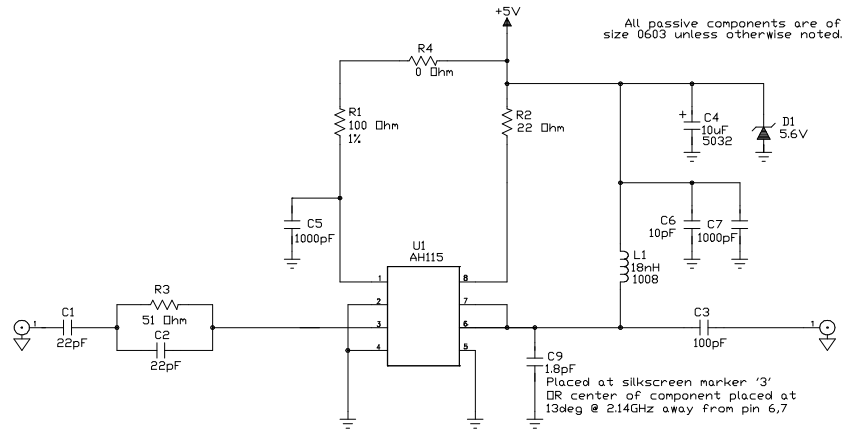 +5V
All passive components are of
size 0603 unless otherwise noted.
R4
0 Ohm
R1
100 Ohm
1%
R2
22 Ohm
C4
+
10uF
5032
D1
5.6V
C5
1000pF
C6
10pF
C7
1000pF
U1
AH115
L1
18nH
1008
1
2
3
4
8
7
6
5
R3
51 Ohm
C1
22pF
C2
22pF
1
C3
100pF
1
C9
1.8pF
Placed at silkscreen marker '3'
OR center of component placed at
13deg @ 2.14GHz away from pin 6,7